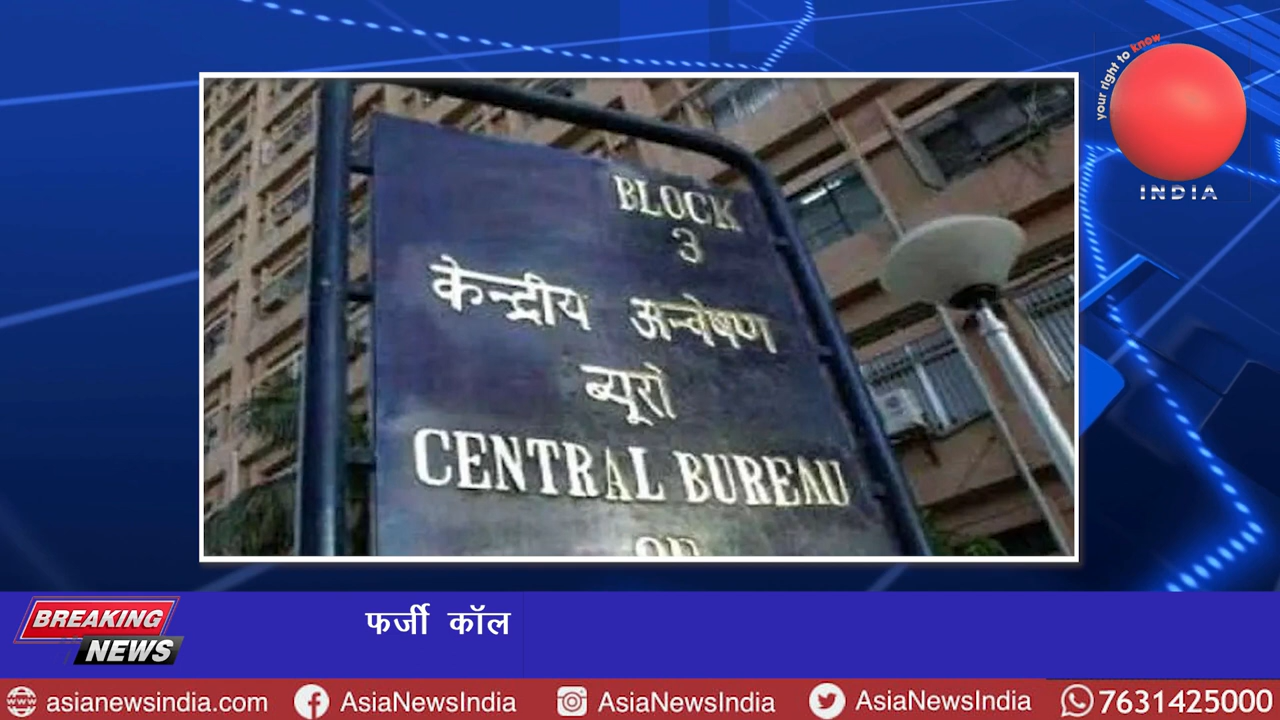 your right to know
INDIA
BLOCK
3
केन्द्रीय अन्वेषण
ब्यूरो
CENTRAL BUREAU
BREAKING
NEWS
फर्जी कॉल
asianewsindia.com AsiaNewsIndia AsiaNewsIndia AsiaNewsIndia 7631425000